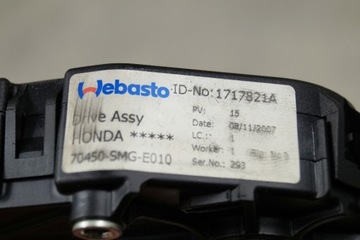 Webasto ID-No:1717821A
PV: 15
Drive Assy Date: 08/11/2007
HONDA ***** LC.: 1
Worker: 1
70450-SMG-E010 Ser.No.: 293